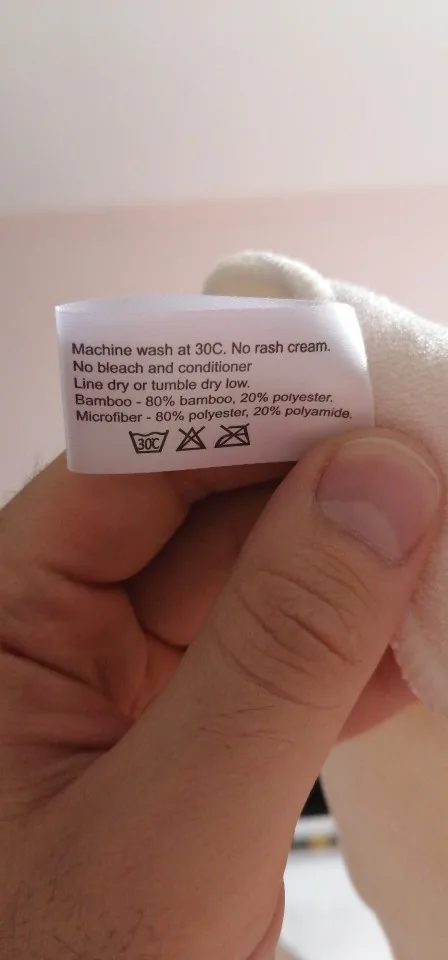 Machine wash at 30C. No rash cream.
No bleach and conditioner
Line dry or tumble dry low.
Bamboo - 80% bamboo, 20% polyester.
Microfiber - 80% polyester, 20% polyamide.
30C